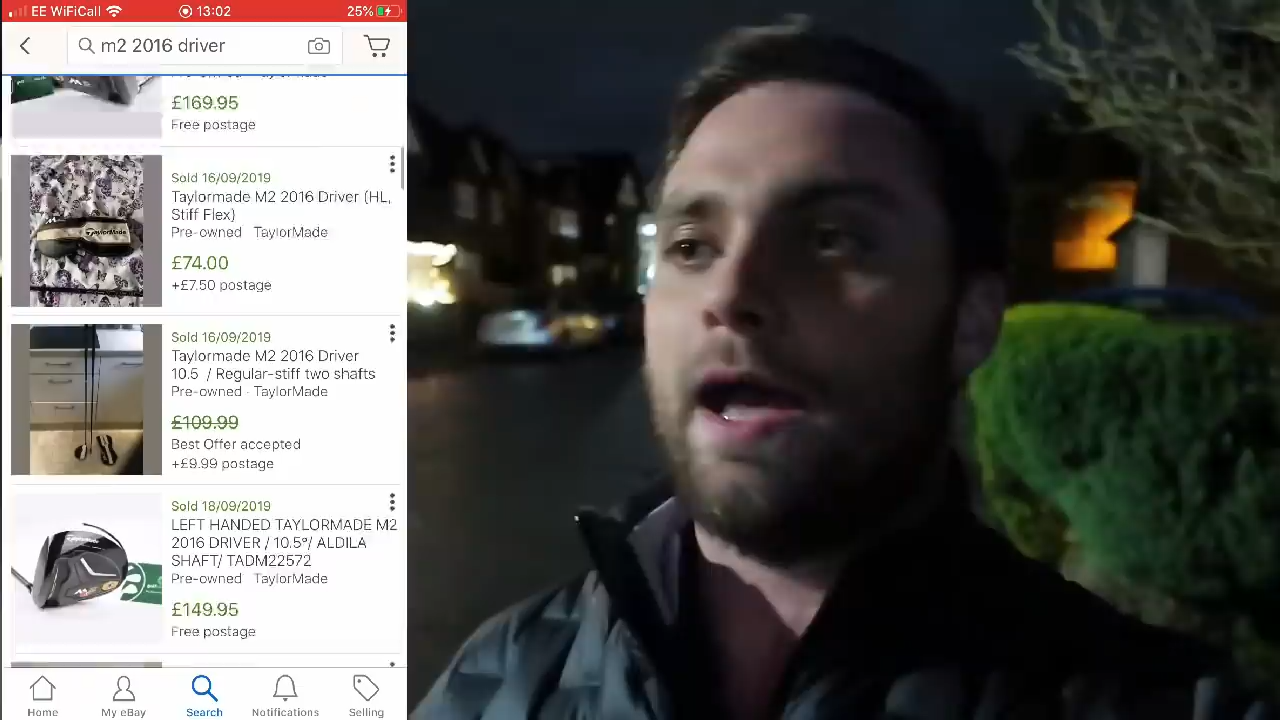 EE WiFiCall 13:02 25%
m2 2016 driver
£169.95
Free postage
Sold 16/09/2019
Taylormade M2 2016 Driver (HL,
Stiff Flex)
Pre-owned · TaylorMade
£74.00
+£7.50 postage
TaylorMade
Sold 16/09/2019
Taylormade M2 2016 Driver
10.5 / Regular-stiff two shafts
Pre-owned · TaylorMade
£109.99
Best Offer accepted
+£9.99 postage
Sold 18/09/2019
LEFT HANDED TAYLORMADE M2
2016 DRIVER / 10.5°/ ALDILA
SHAFT/ TADM22572
Pre-owned · TaylorMade
£149.95
Free postage
Home My eBay Search Notifications Selling